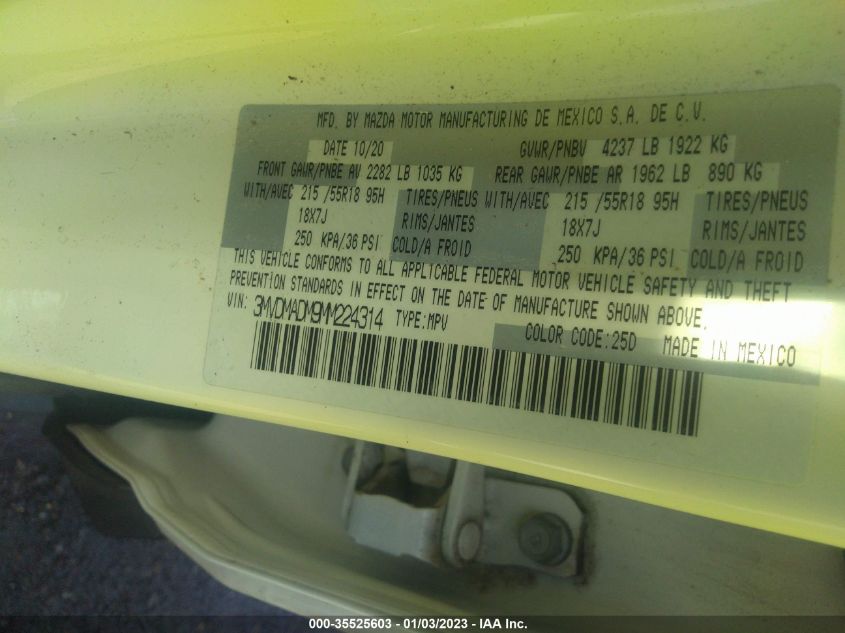 MFD. BY MAZDA MOTOR MANUFACTURING DE MEXICO S.A. DE C.V.
DATE 10/20 GVWR/PNBV 4237 LB 1922 KG
FRONT GAWR/PNBE AV 2282 LB 1035 KG REAR GAWR/PNBE AR 1962 LB 890 KG
WITH/AVEC 215 /55R18 95H TIRES/PNEUS WITH/AVEC 215 /55R18 95H TIRES/PNEUS
18X7J RIMS/JANTES 18X7J RIMS/JANTES
250 KPA/36 PSI COLD/A FROID 250 KPA/36 PSI COLD/A FROID
THIS VEHICLE CONFORMS TO ALL APPLICABLE FEDERAL MOTOR VEHICLE SAFETY AND THEFT
PREVENTION STANDARDS IN EFFECT ON THE DATE OF MANUFACTURE SHOWN ABOVE.
VIN: 3MVDMADM9MM224314 TYPE:MPV COLOR CODE:25D MADE IN MEXICO
000-35525603 - 01/03/2023 - IAA Inc.